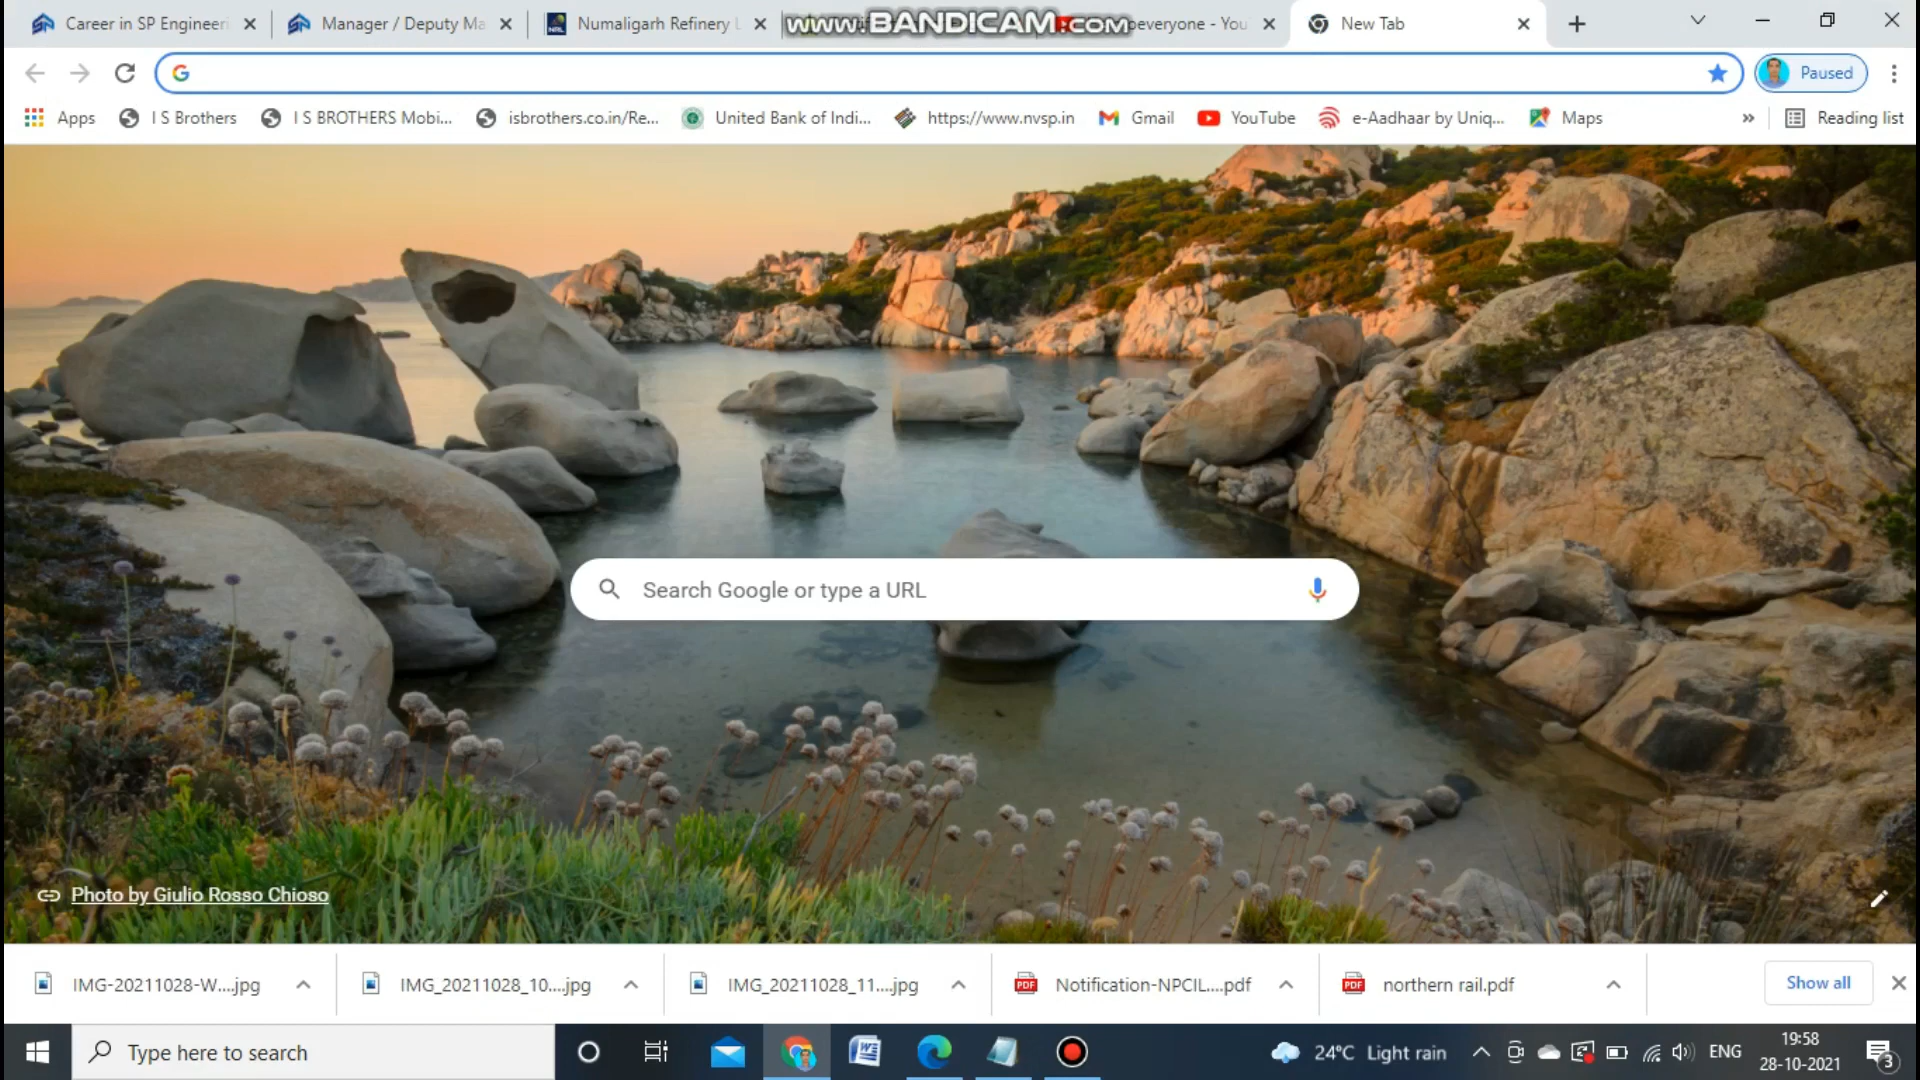 Career in SP Engineeri
Manager / Deputy Ma
Numaligarh Refinery L
www.BANDICAM.com
peveryone - You
New Tab
Paused
Apps
I S Brothers
I S BROTHERS Mobi...
isbrothers.co.in/Re...
United Bank of Indi...
https://www.nvsp.in
Gmail
YouTube
e-Aadhaar by Uniq...
Maps
»
Reading list
Search Google or type a URL
Photo by Giulio Rosso Chioso
IMG-20211028-W....jpg
IMG_20211028_10....jpg
IMG_20211028_11....jpg
PDF
Notification-NPCIL....pdf
PDF
northern rail.pdf
Show all
Type here to search
24°C Light rain
ENG
19:58
28-10-2021
3